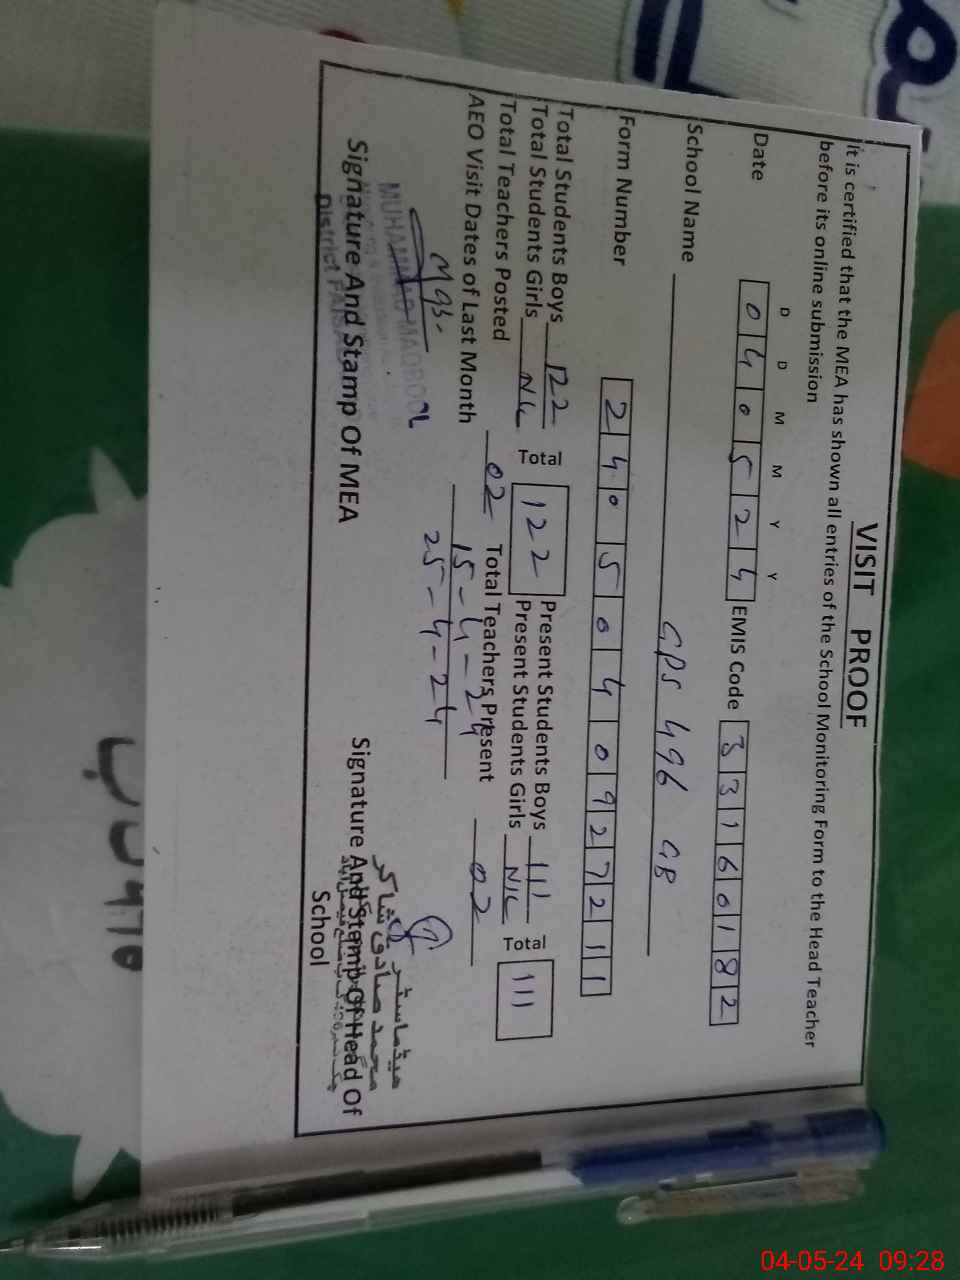 VISIT PROOF
it is certified that the MEA has shown all entries of the School Monitoring Form to the Head Teacher
before its online submission
D D M M Y Y
Date 0 4 0 5 2 4 EMIS Code 3 3 1 6 0 1 8 2
School Name GPS 496 GB
Form Number 2 4 0 5 0 4 0 9 2 7 2 1 1
Total Students Boys 122 Total 122 Present Students Boys 111 Total 111
Total Students Girls NIL Present Students Girls NIL
Total Teachers Posted 02 Total Teachers Present 02
AEO Visit Dates of Last Month 15-4-24
25-4-24
MUHAMMAD
District
Signature And Stamp Of MEA
ہیڈماسٹر
محمد صادق شاکر
Signature And Stamp Of Head Of
School
04-05-24 09:28